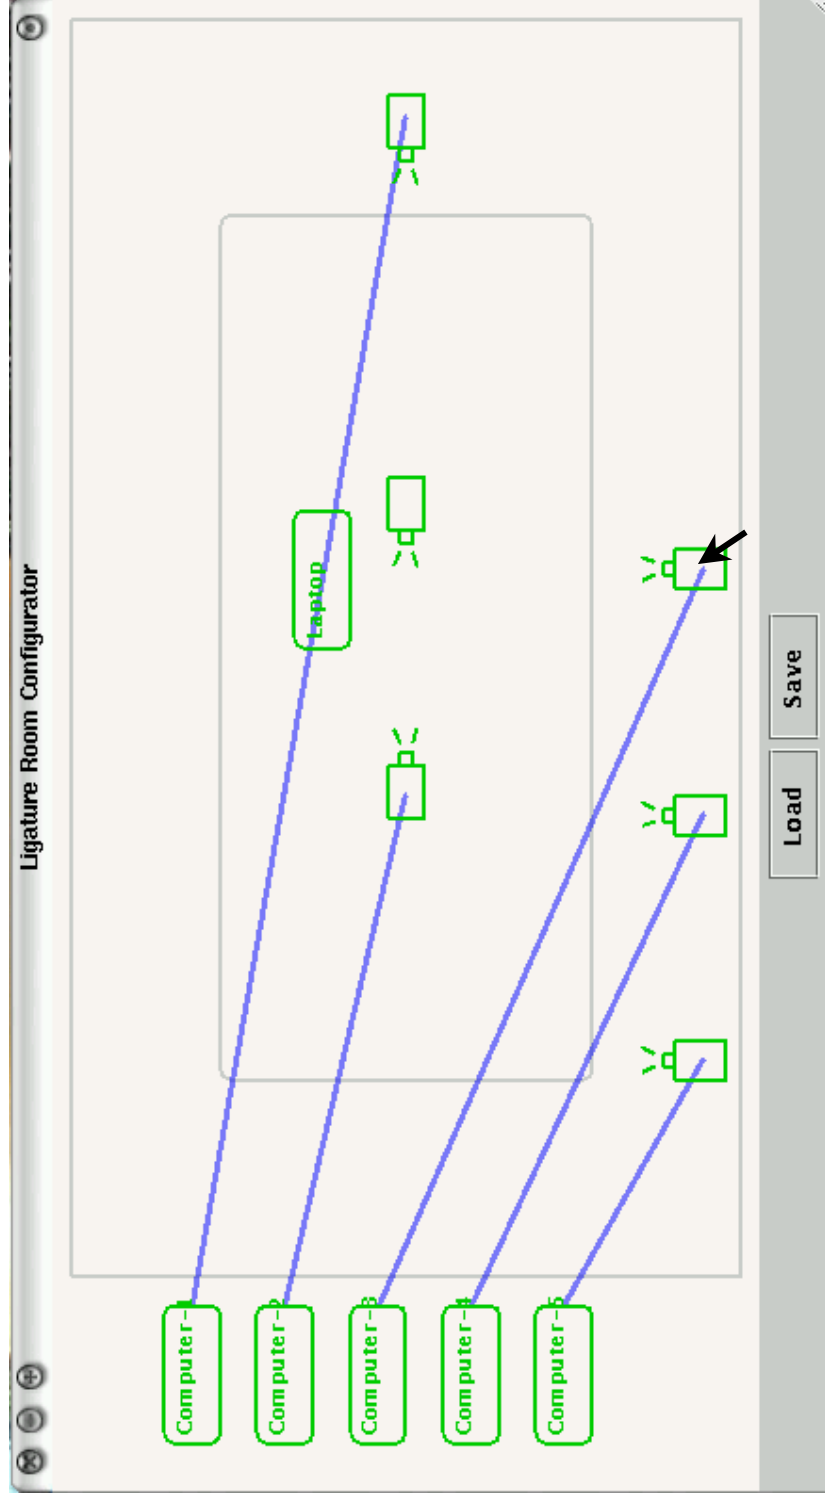 Ligature Room Configurator
Laptop
Computer-1
Computer-2
Computer-3
Computer-4
Computer-5
Load
Save